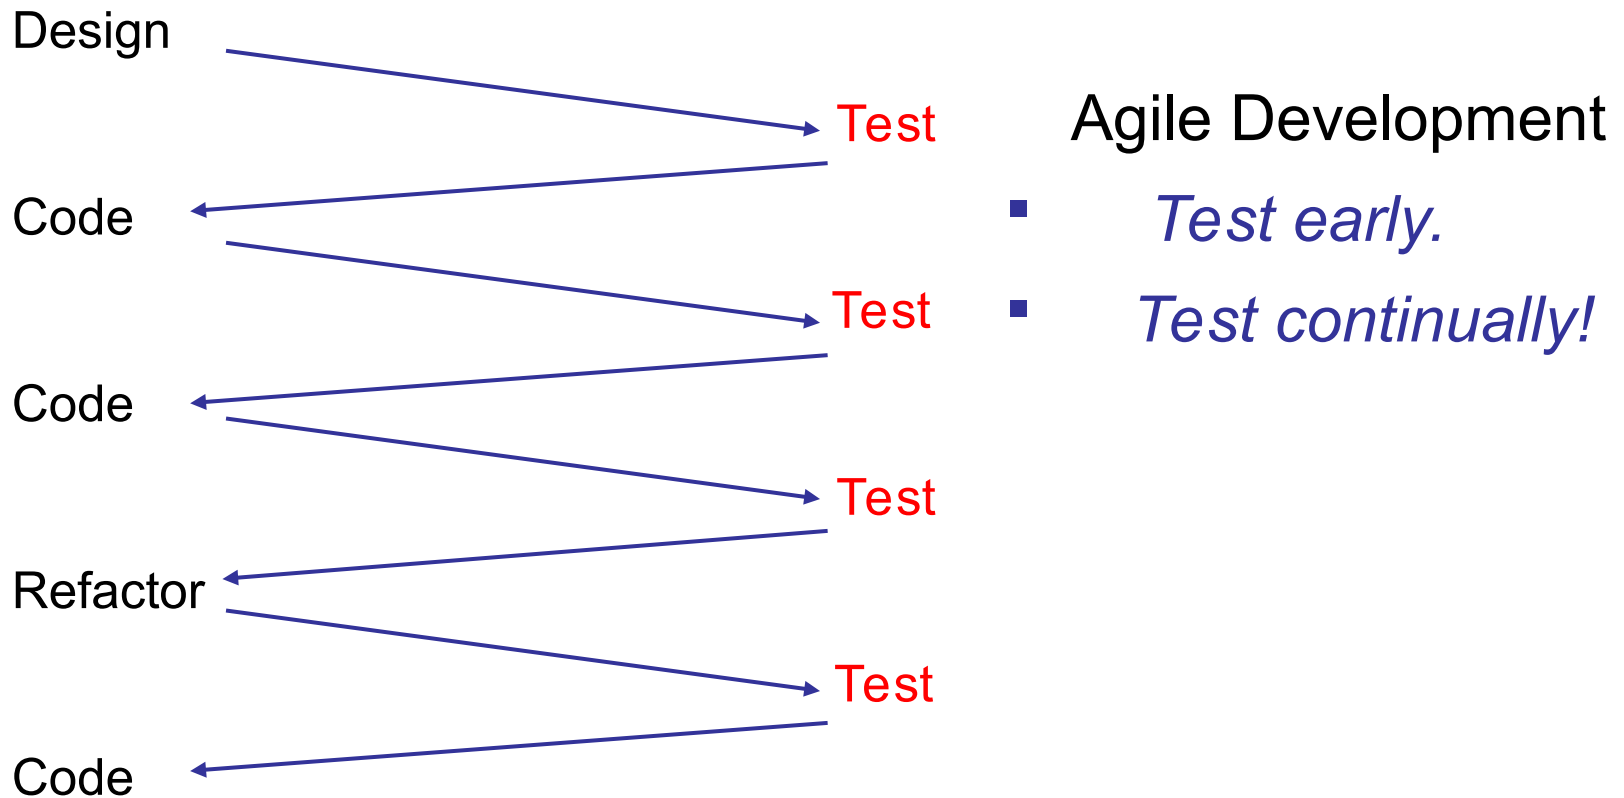 Design
Test
Code
Test
Code
Test
Refactor
Test
Code
Agile Development
Test early.
Test continually!